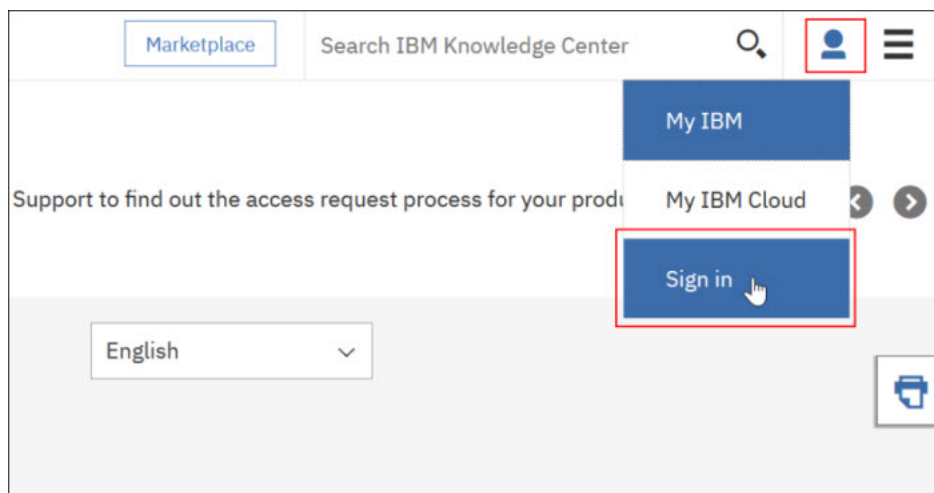 Marketplace
Search IBM Knowledge Center
My IBM
Support to find out the access request process for your
My IBM Cloud
Sign in
English